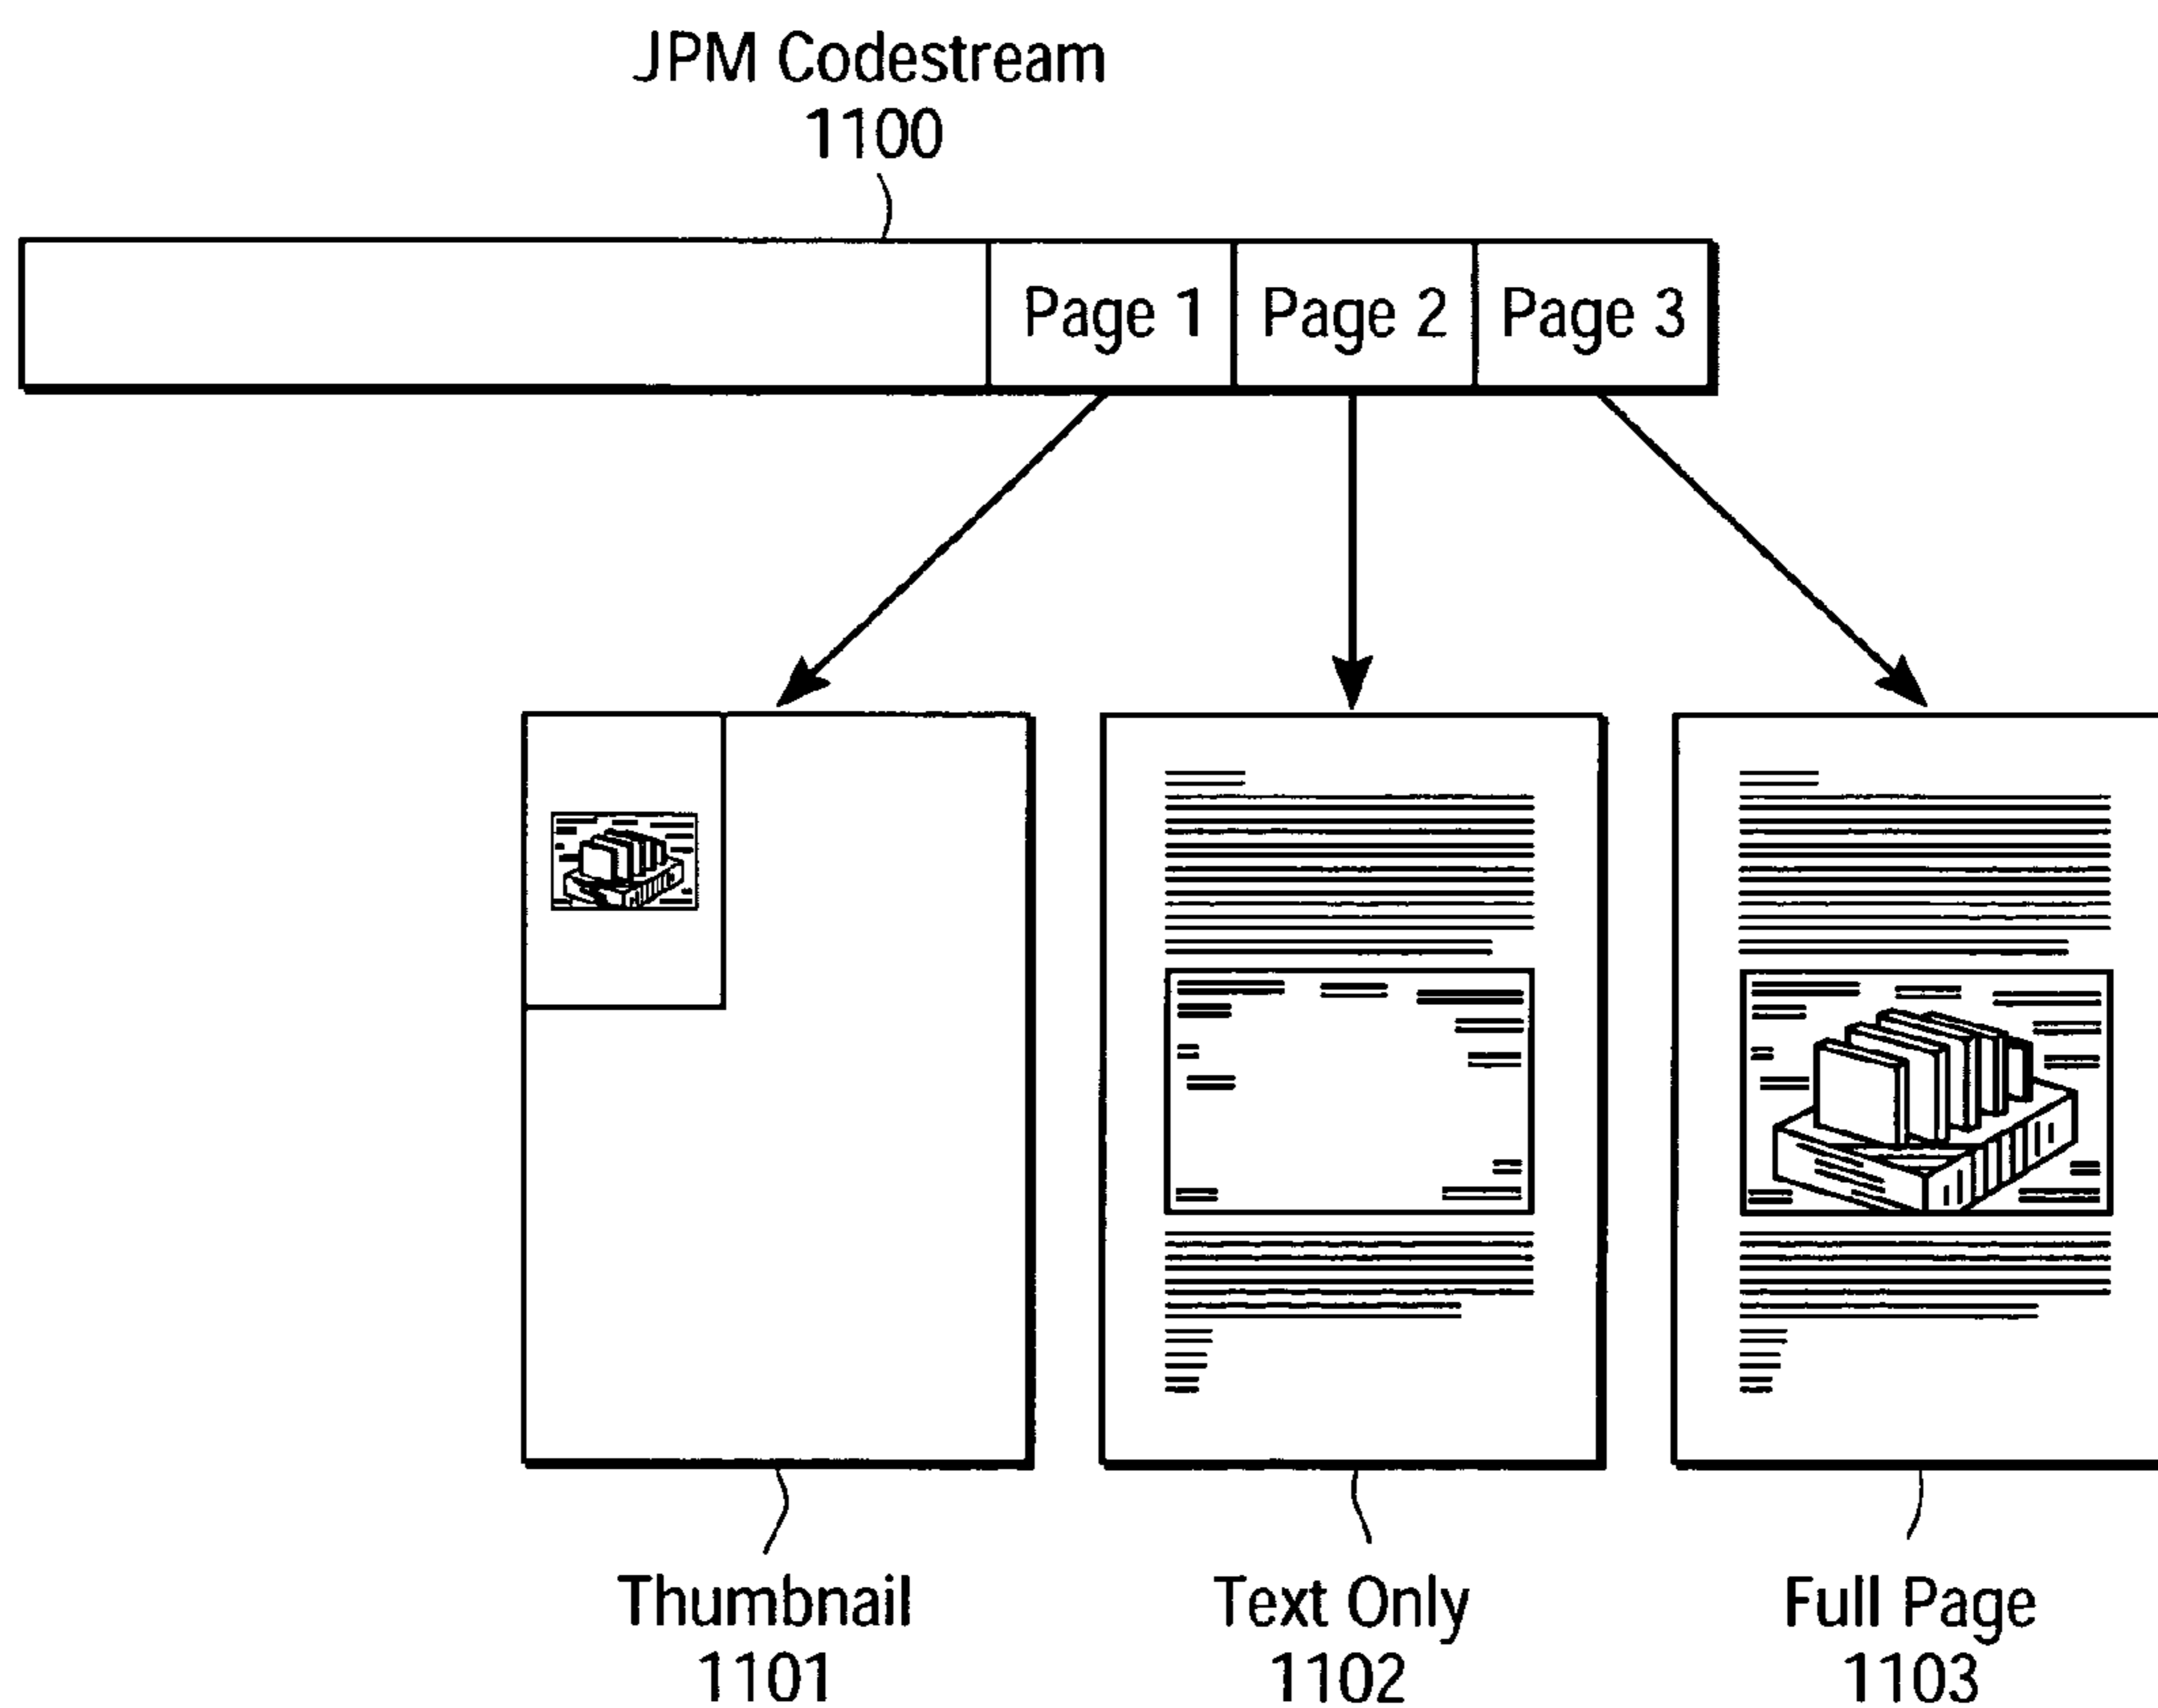 JPM Codestream
1100
Page 1 Page 2 Page 3
Thumbnail
1101
Text Only
1102
Full Page
1103